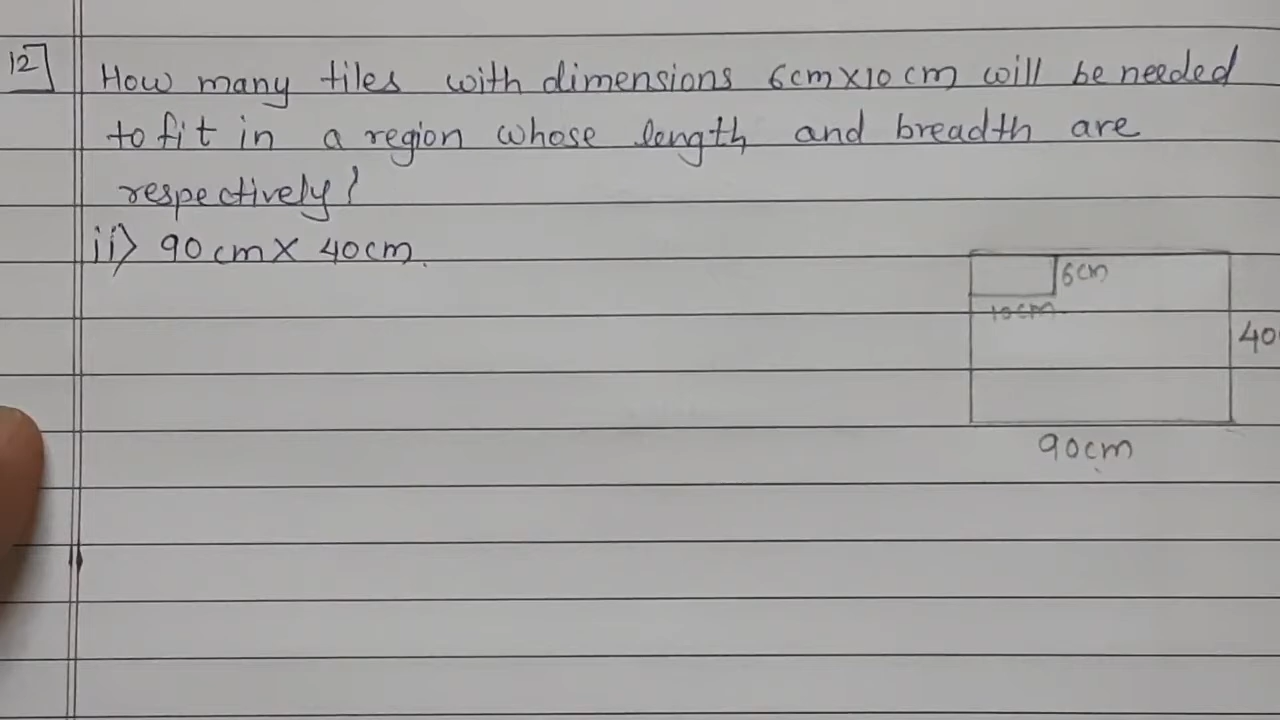 12] How many tiles with dimensions 6cm×10cm will be needed
to fit in a region whose length and breadth are
respectively?
ii) 90cm × 40cm.
6cm
10cm
40
90cm